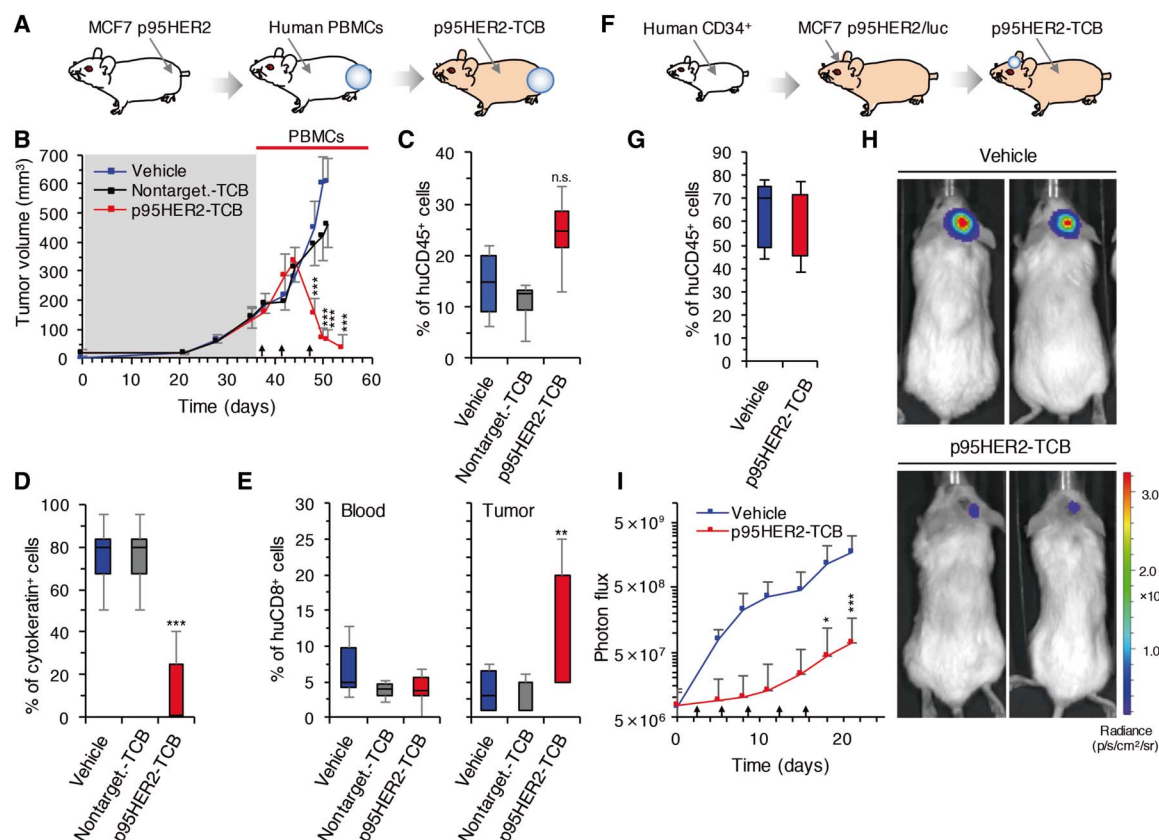 A
MCF7 p95HER2
Human PBMCs
p95HER2-TCB
F
Human CD34⁺
MCF7 p95HER2/luc
p95HER2-TCB
B
PBMCs
Tumor volume (mm³)
700
600
500
400
300
200
100
0
Vehicle
Nontarget.-TCB
p95HER2-TCB
***
***
***
***
0
20
40
50
60
Time (days)
C
% of huCD45⁺ cells
40
30
20
10
0
n.s.
Vehicle
Nontarget.-TCB
p95HER2-TCB
G
% of huCD45⁺ cells
90
80
70
60
50
40
30
20
10
0
Vehicle
p95HER2-TCB
H
Vehicle
p95HER2-TCB
3.0
2.0
×10
1.0
Radiance
(p/s/cm²/sr)
D
% of cytokeratin⁺ cells
100
80
60
40
20
0
***
Vehicle
Nontarget.-TCB
p95HER2-TCB
E
% of huCD8⁺ cells
Blood
30
25
20
15
10
5
0
Vehicle
Nontarget.-TCB
p95HER2-TCB
Tumor
**
Vehicle
Nontarget.-TCB
p95HER2-TCB
I
Vehicle
p95HER2-TCB
Photon flux
5×10⁹
5×10⁸
5×10⁷
5×10⁶
*
***
0
10
20
Time (days)